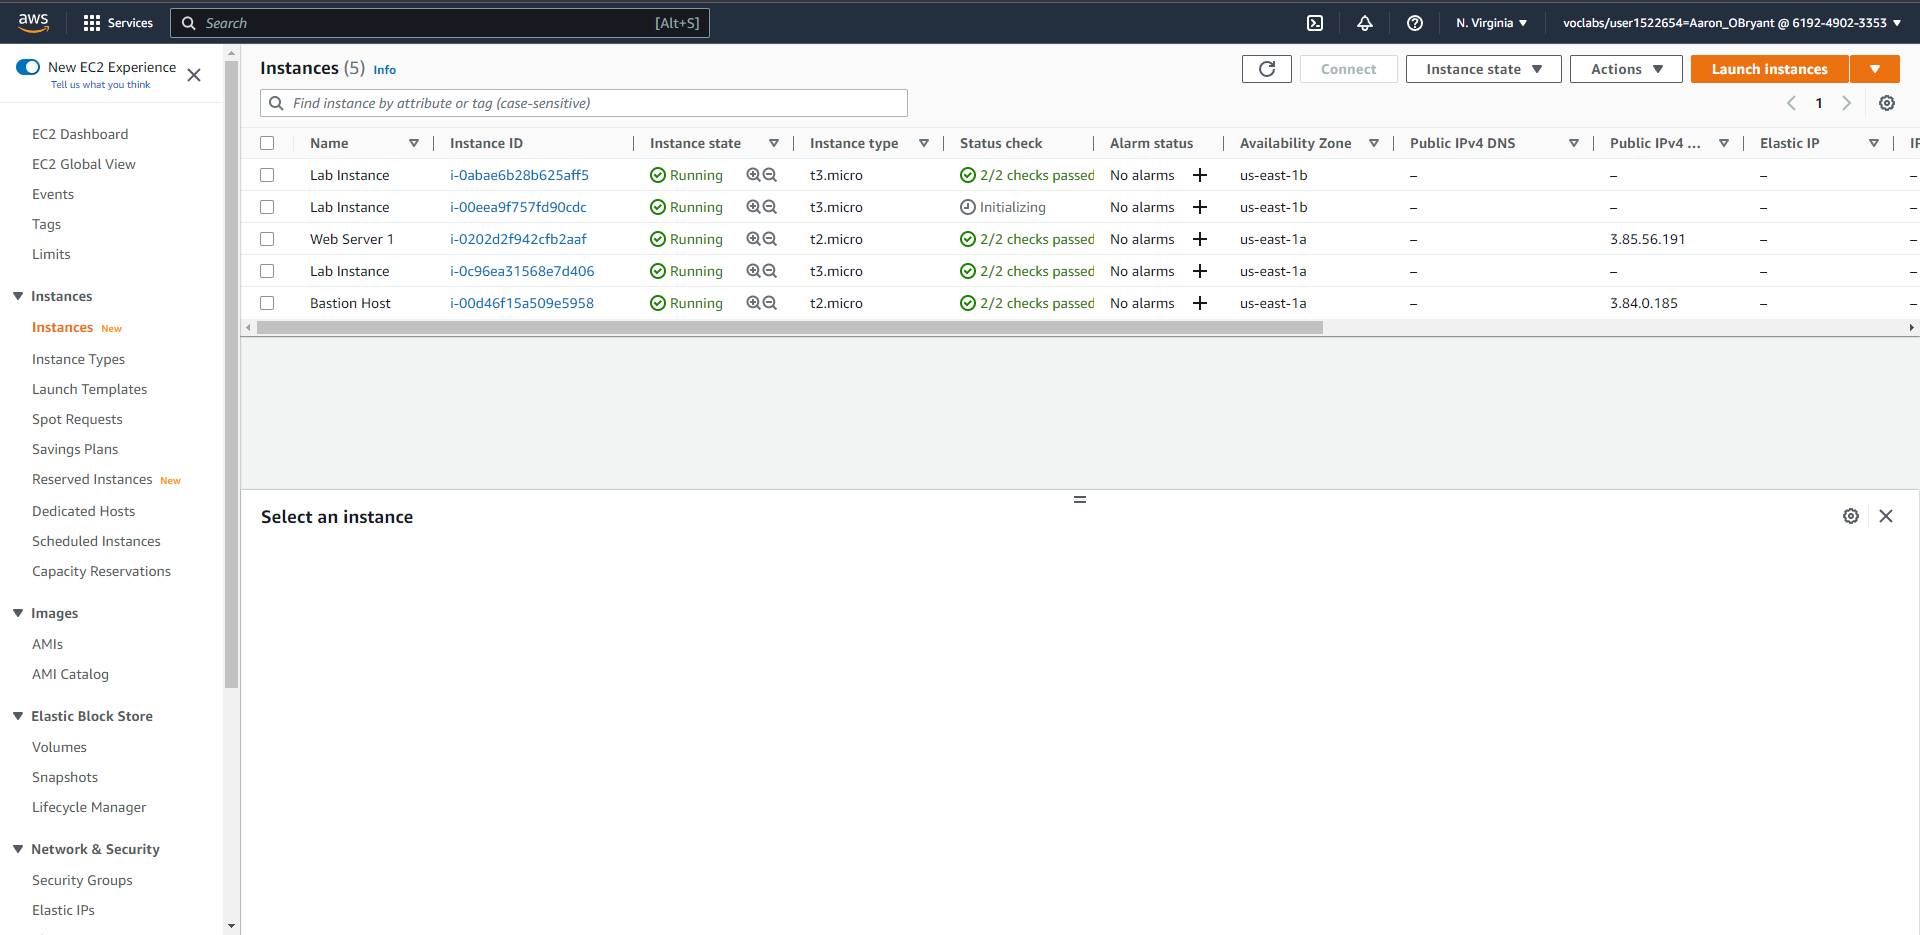 aws
Services
Search [Alt+S]
N. Virginia
voclabs/user1522654=Aaron_OBryant @ 6192-4902-3353
New EC2 Experience
Tell us what you think
EC2 Dashboard
EC2 Global View
Events
Tags
Limits
Instances
Instances New
Instance Types
Launch Templates
Spot Requests
Savings Plans
Reserved Instances New
Dedicated Hosts
Scheduled Instances
Capacity Reservations
Images
AMIs
AMI Catalog
Elastic Block Store
Volumes
Snapshots
Lifecycle Manager
Network & Security
Security Groups
Elastic IPs
Instances (5) Info
Connect
Instance state
Actions
Launch instances
Find instance by attribute or tag (case-sensitive)
1
Name Instance ID Instance state Instance type Status check Alarm status Availability Zone Public IPv4 DNS Public IPv4 ... Elastic IP
Lab Instance i-0abae6b28b625aff5 Running t3.micro 2/2 checks passed No alarms + us-east-1b – – – –
Lab Instance i-00eea9f757fd90cdc Running t3.micro Initializing No alarms + us-east-1b – – – –
Web Server 1 i-0202d2f942cfb2aaf Running t2.micro 2/2 checks passed No alarms + us-east-1a – 3.85.56.191 – –
Lab Instance i-0c96ea31568e7d406 Running t3.micro 2/2 checks passed No alarms + us-east-1a – – – –
Bastion Host i-00d46f15a509e5958 Running t2.micro 2/2 checks passed No alarms + us-east-1a – 3.84.0.185 – –
Select an instance